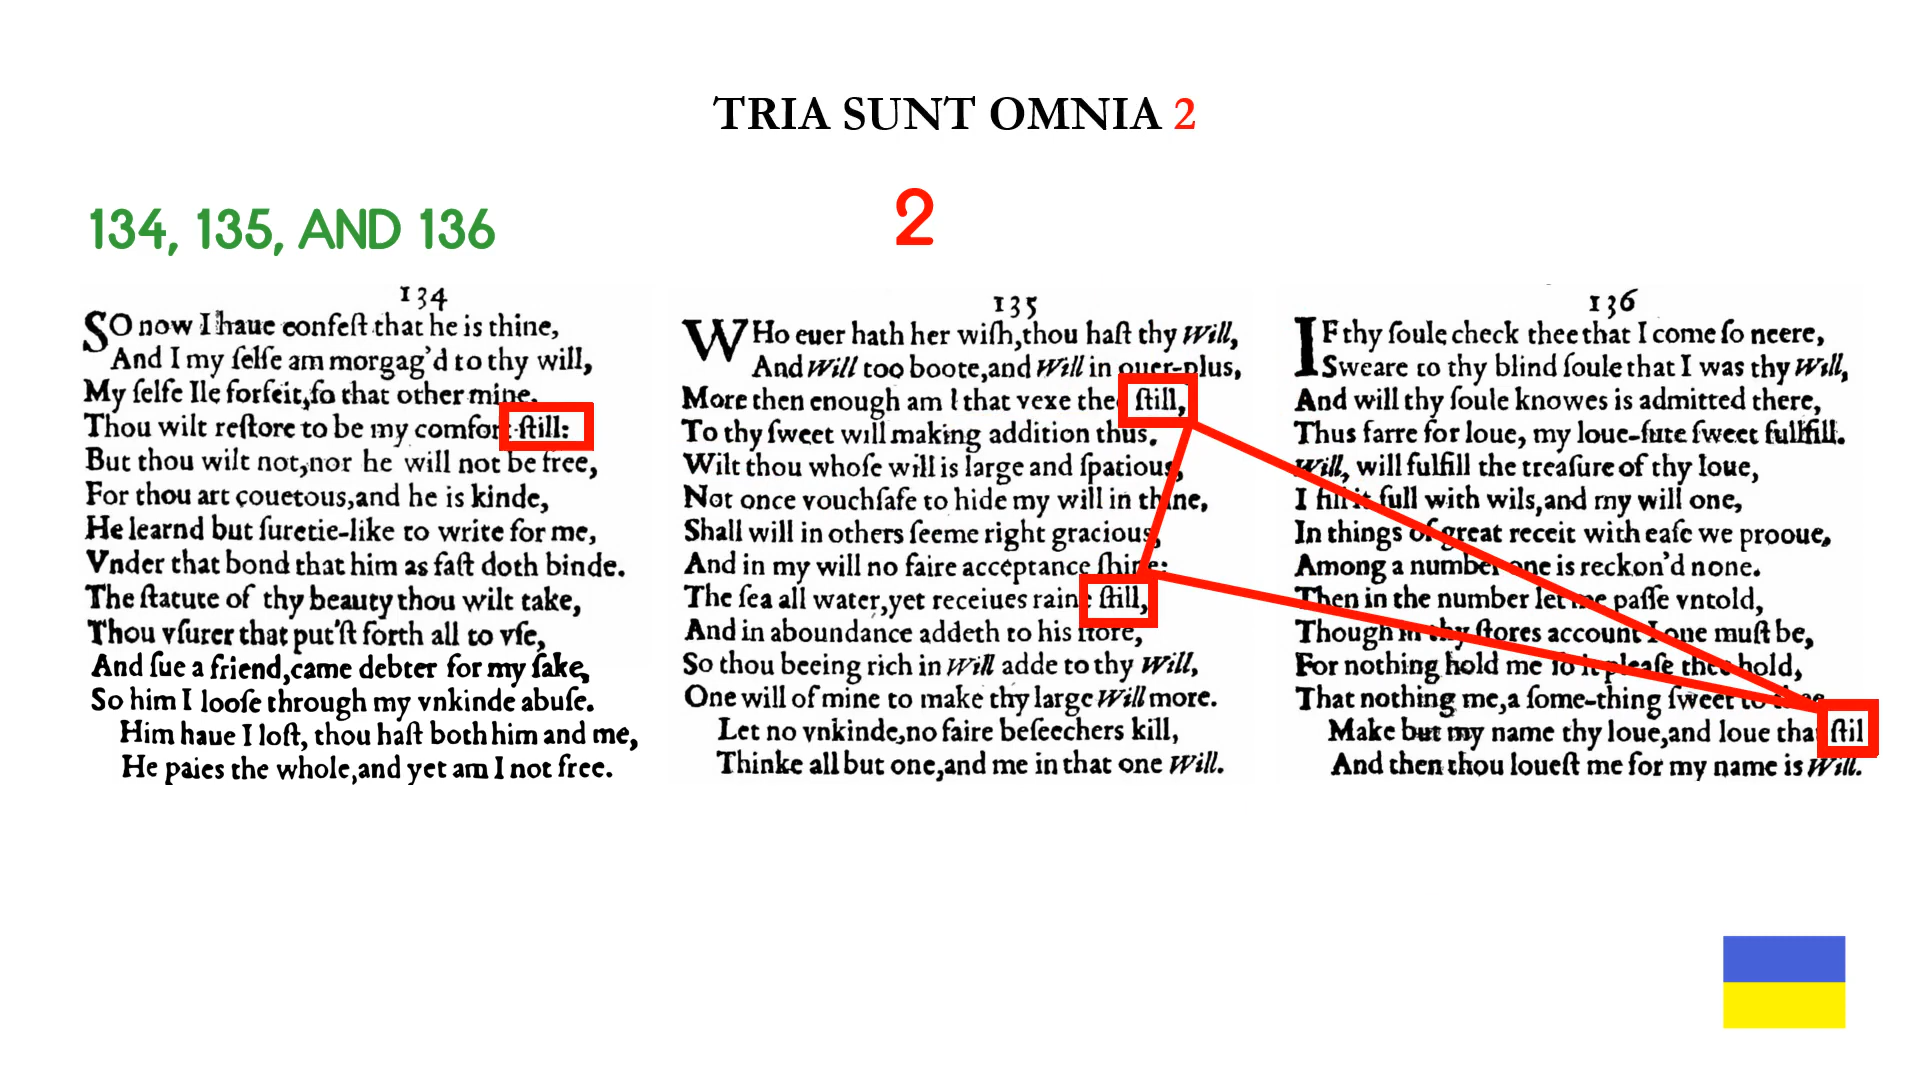 TRIA SUNT OMNIA 2
134, 135, AND 136
2
134
SO now I haue confeſt that he is thine,
And I my ſelfe am morgag'd to thy will,
My ſelfe Ile forfeit, ſo that other mine,
Thou wilt reſtore to be my comfort ſtill:
But thou wilt not, nor he will not be free,
For thou art couetous, and he is kinde,
He learnd but ſuretie-like to write for me,
Vnder that bond that him as faſt doth binde.
The ſtatute of thy beauty thou wilt take,
Thou vſurer that put'ſt forth all to vſe,
And ſue a friend, came debter for my ſake,
So him I looſe through my vnkinde abuſe.
Him haue I loſt, thou haſt both him and me,
He paies the whole, and yet am I not free.
135
WHo euer hath her wiſh, thou haſt thy Will,
And Will too boote, and Will in ouer-plus,
More then enough am I that vexe thee ſtill,
To thy ſweet will making addition thus.
Wilt thou whoſe will is large and ſpatious,
Not once vouchſafe to hide my will in thine,
Shall will in others ſeeme right gracious,
And in my will no faire acceptance ſhine:
The ſea all water, yet receiues raine ſtill,
And in aboundance addeth to his ſtore,
So thou beeing rich in Will adde to thy Will,
One will of mine to make thy large Will more.
Let no vnkinde, no faire beſeechers kill,
Thinke all but one, and me in that one Will.
136
IF thy ſoule check thee that I come ſo neere,
Sweare to thy blind ſoule that I was thy Will,
And will thy ſoule knowes is admitted there,
Thus farre for loue, my loue-ſute ſweet fullfill.
Will, will fulfill the treaſure of thy loue,
I fill it full with wils, and my will one,
In things of great receit with eaſe we prooue,
Among a number one is reckon'd none.
Then in the number let me paſſe vntold,
Though in thy ſtores account I one muſt be,
For nothing hold me ſo it pleaſe thee hold,
That nothing me, a ſome-thing ſweet to thee.
Make but my name thy loue, and loue that ſtil
And then thou loueſt me for my name is Will.